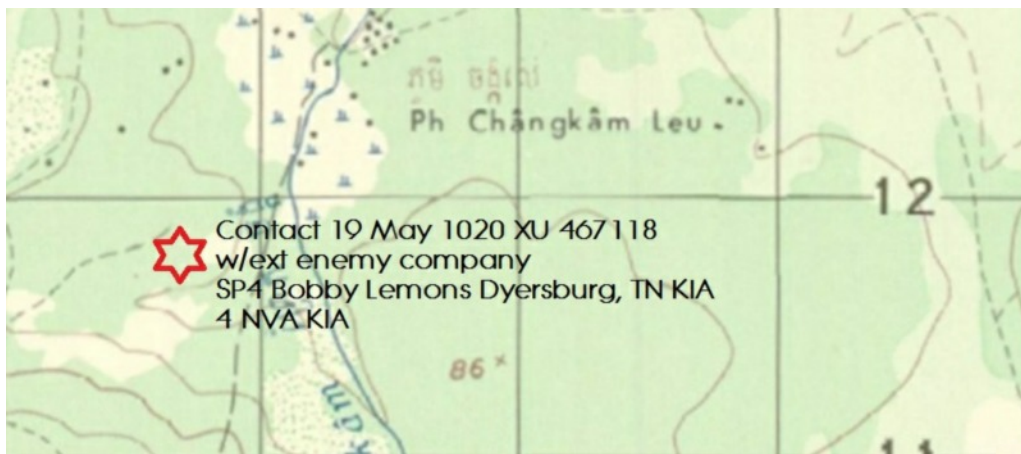 Ph Chângkâm Leu
12
Contact 19 May 1020 XU 467118
w/ext enemy company
SP4 Bobby Lemons Dyersburg, TN KIA
4 NVA KIA
86